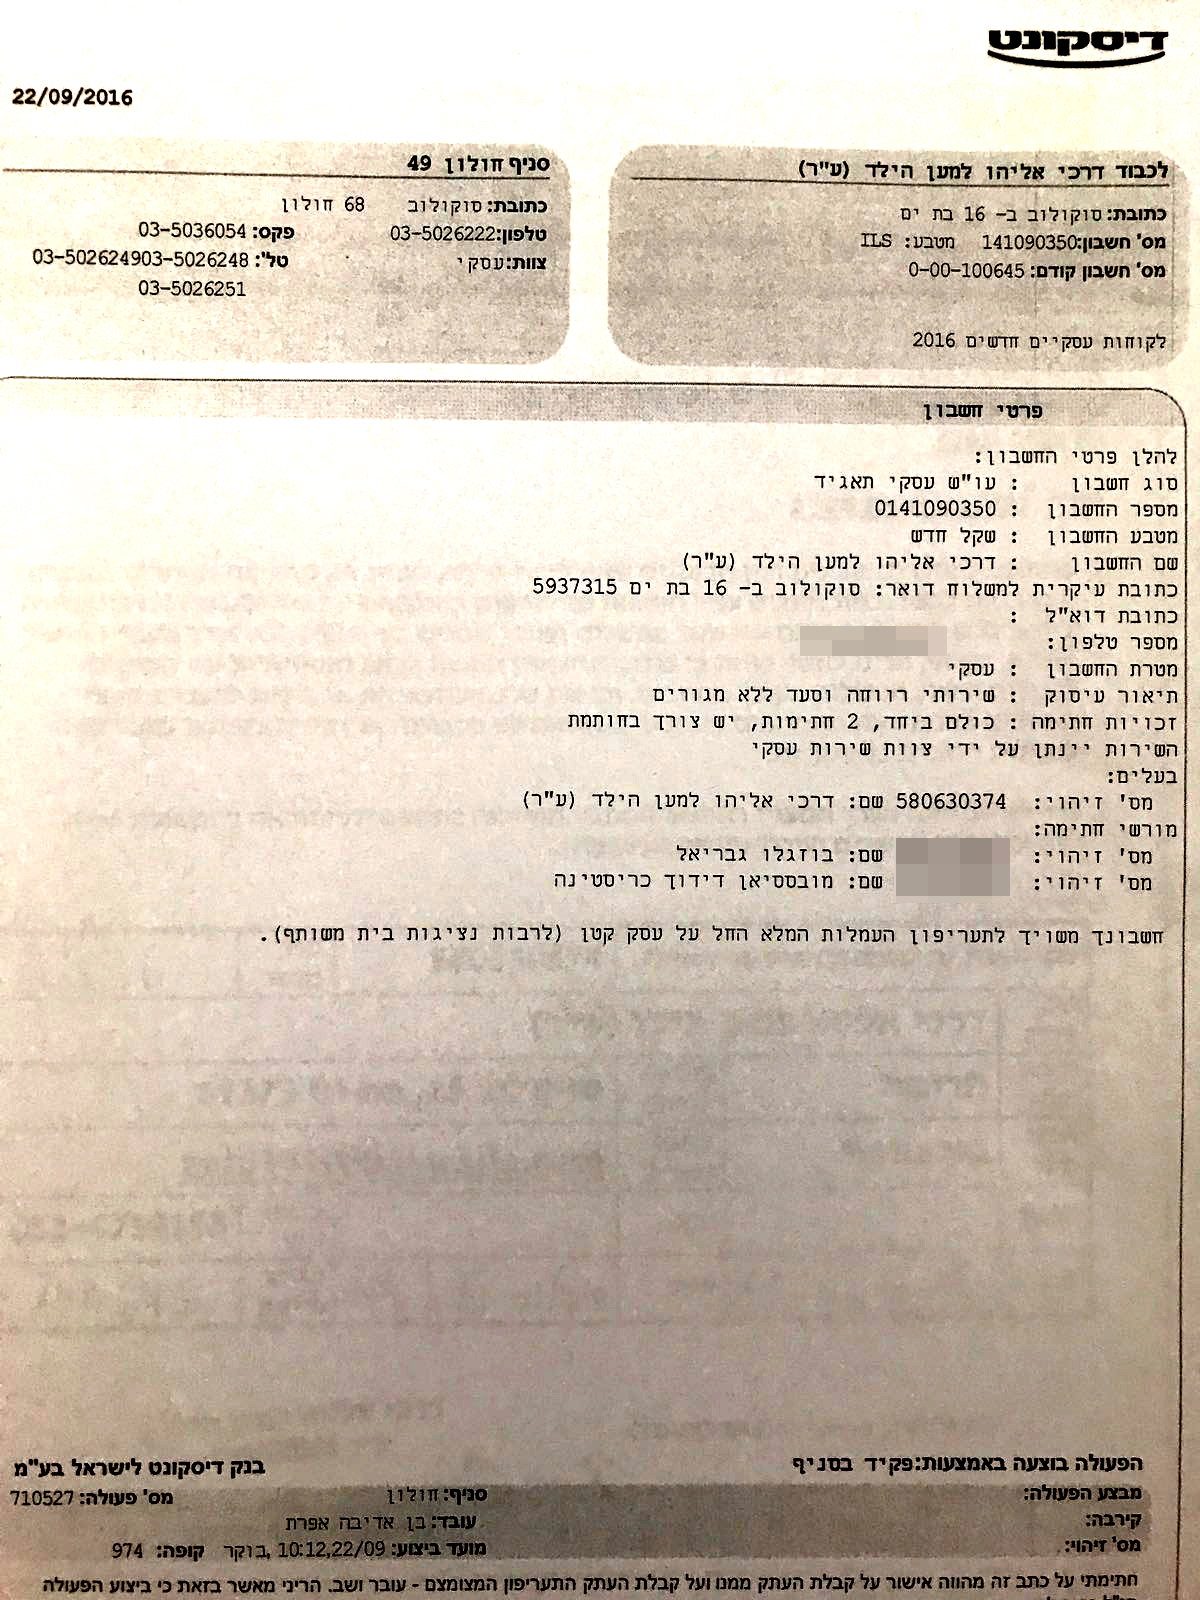 דיסקונט
22/09/2016
לכבוד דרכי אליהו למען הילד (ע"ר)
כתובת: סוקולוב ב- 16 בת ים
מס' חשבון: 141090350 מטבע: ILS
מס' חשבון קודם: 0-00-100645
לקוחות עסקיים חדשים 2016
סניף חולון 49
כתובת: סוקולוב 68 חולון
טלפון: 03-5026222 פקס: 03-5036054
צוות: עסקי טל': 03-502624903-5026248
03-5026251
פרטי חשבון
להלן פרטי החשבון:
סוג חשבון : עו"ש עסקי תאגיד
מספר החשבון : 0141090350
מטבע החשבון : שקל חדש
שם החשבון : דרכי אליהו למען הילד (ע"ר)
כתובת עיקרית למשלוח דואר: סוקולוב ב- 16 בת ים 5937315
כתובת דוא"ל :
מספר טלפון:
מטרת החשבון : עסקי
תיאור עיסוק : שירותי רווחה וסעד ללא מגורים
זכויות חתימה : כולם ביחד, 2 חתימות, יש צורך בחותמת
השירות יינתן על ידי צוות שירות עסקי
בעלים:
מס' זיהוי: 580630374 שם: דרכי אליהו למען הילד (ע"ר)
מורשי חתימה:
מס' זיהוי: שם: בוזגלו גבריאל
מס' זיהוי: שם: מובססיאן דידוך כריסטינה
חשבונך משויך לתעריפון העמלות המלא החל על עסק קטן (לרבות נציגות בית משותף).
הפעולה בוצעה באמצעות: פקיד בסניף
בנק דיסקונט לישראל בע"מ
מבצע הפעולה: סניף: חולון מס' פעולה: 710527
קירבה: עובד: בן אדיבה אפרת
מס' זיהוי: מועד ביצוע: 10:12,22/09, בוקר קופה: 974
חתימתי על כתב זה מהווה אישור על קבלת העתק ממנו ועל קבלת העתק התעריפון המצומצם - עובר ושב. הריני מאשר בזאת כי ביצוע הפעולה